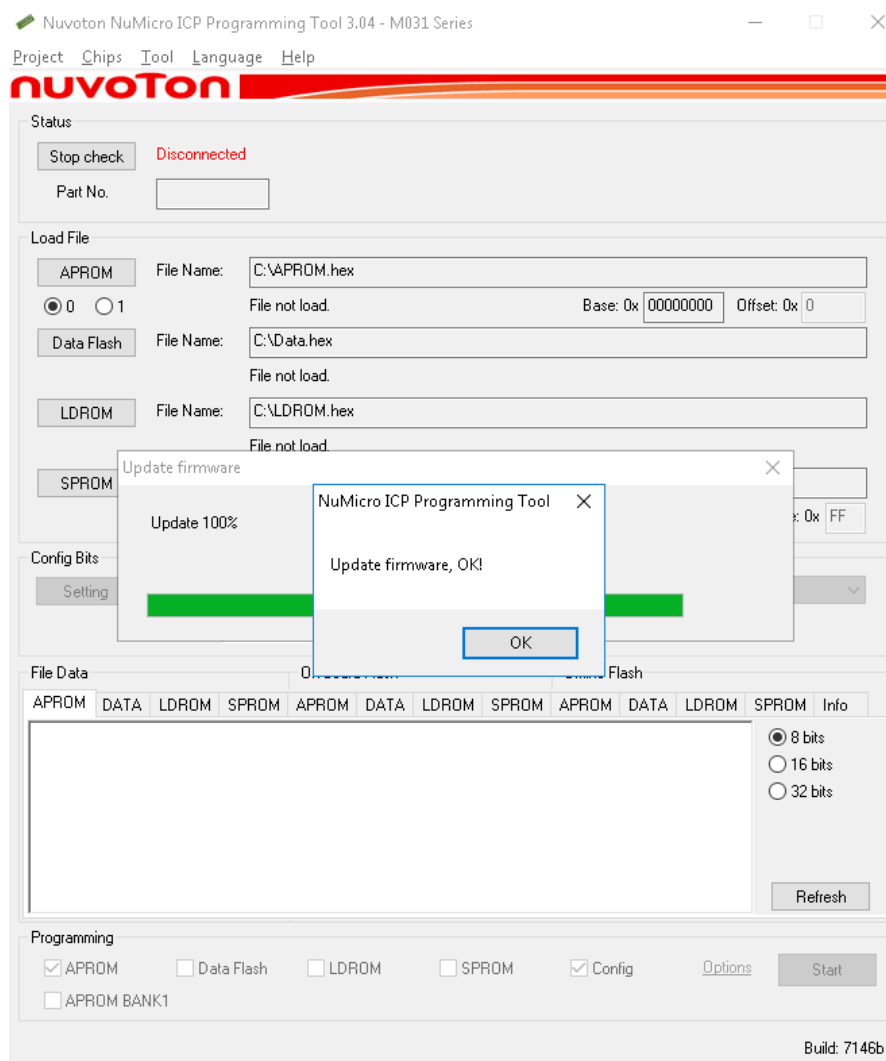 Nuvoton NuMicro ICP Programming Tool 3.04 - M031 Series
Project Chips Tool Language Help
nuvoTon
Status
Stop check Disconnected
Part No.
Load File
APROM File Name: C:\APROM.hex
0 1 File not load. Base: 0x 00000000 Offset: 0x 0
Data Flash File Name: C:\Data.hex
File not load.
LDROM File Name: C:\LDROM.hex
File not load.
Update firmware
SPROM
NuMicro ICP Programming Tool
Update 100%
0x FF
Update firmware, OK!
Config Bits
Setting
OK
File Data Flash
APROM DATA LDROM SPROM APROM DATA LDROM SPROM APROM DATA LDROM SPROM Info
8 bits
16 bits
32 bits
Refresh
Programming
APROM Data Flash LDROM SPROM Config Options Start
APROM BANK1
Build: 7146b